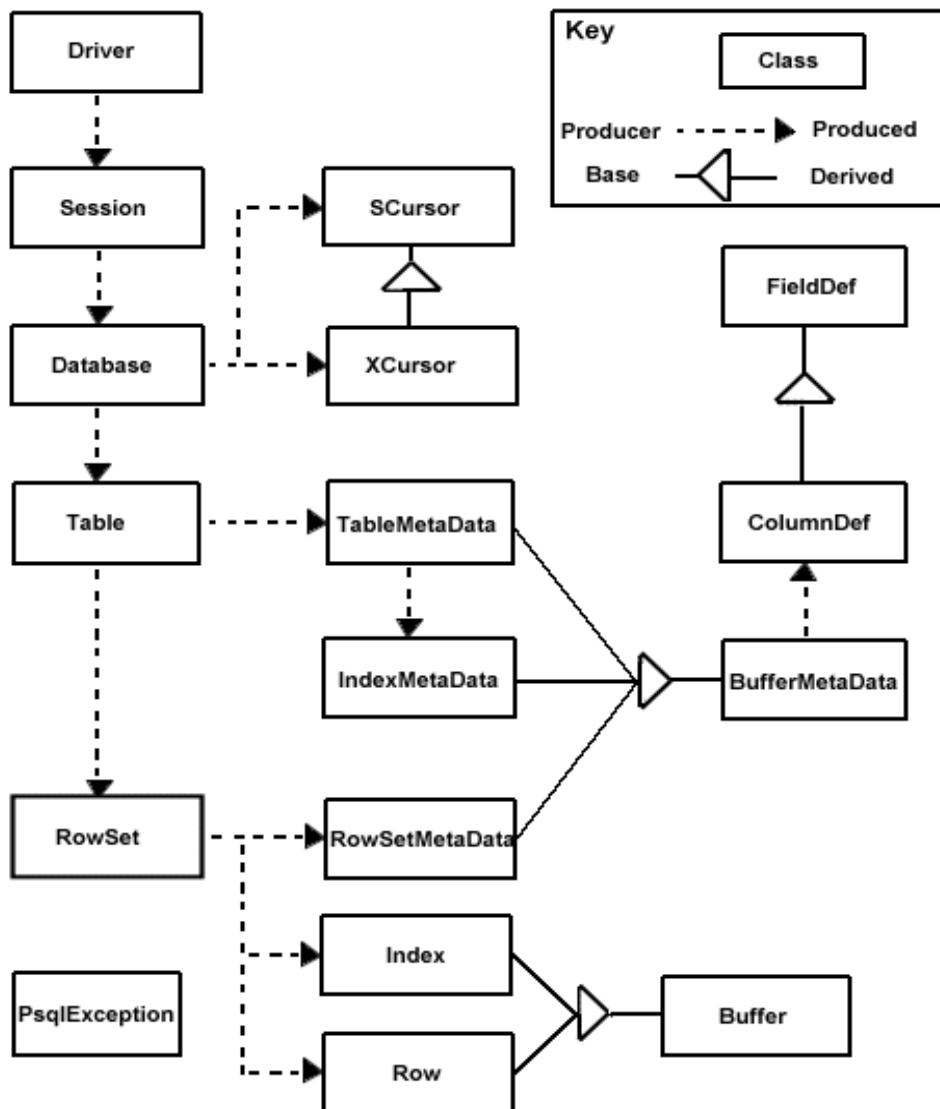 Driver
Key
Class
Producer
Produced
Base
Derived
Session
SCursor
FieldDef
Database
XCursor
Table
TableMetaData
ColumnDef
IndexMetaData
BufferMetaData
RowSet
RowSetMetaData
Index
PsqlException
Buffer
Row